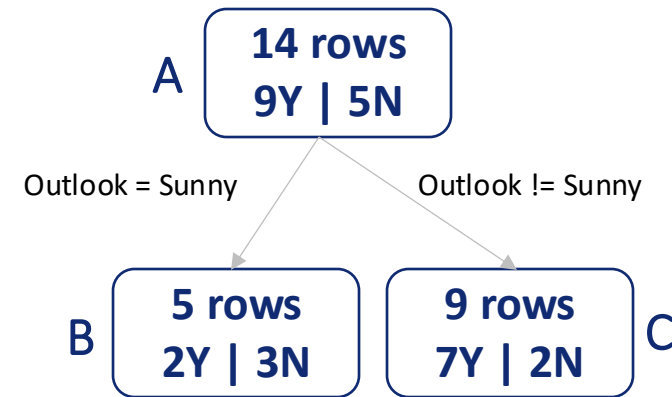 14 rows
A
9Y | 5N
Outlook = Sunny
Outlook != Sunny
5 rows
B
2Y | 3N
9 rows
7Y | 2N
C